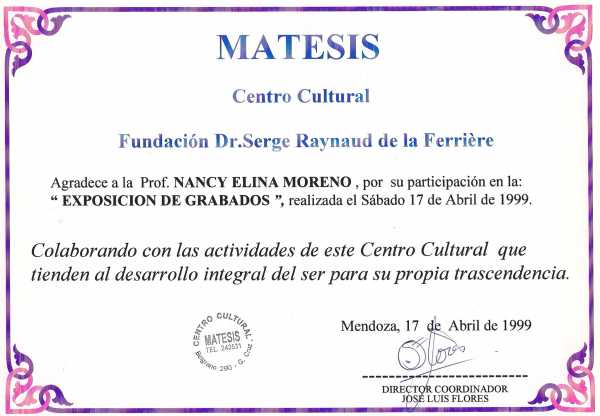 MATESIS
Centro Cultural
Fundación Dr.Serge Raynaud de la Ferrière
Agradece a la Prof. NANCY ELINA MORENO , por su participación en la:
“ EXPOSICION DE GRABADOS ”, realizada el Sábado 17 de Abril de 1999.
Colaborando con las actividades de este Centro Cultural que
tienden al desarrollo integral del ser para su propia trascendencia.
Mendoza, 17 de Abril de 1999
CENTRO CULTURAL
MATESIS
TEL. 242531
Belgrano 290 - G. Cruz
DIRECTOR COORDINADOR
JOSE LUIS FLORES